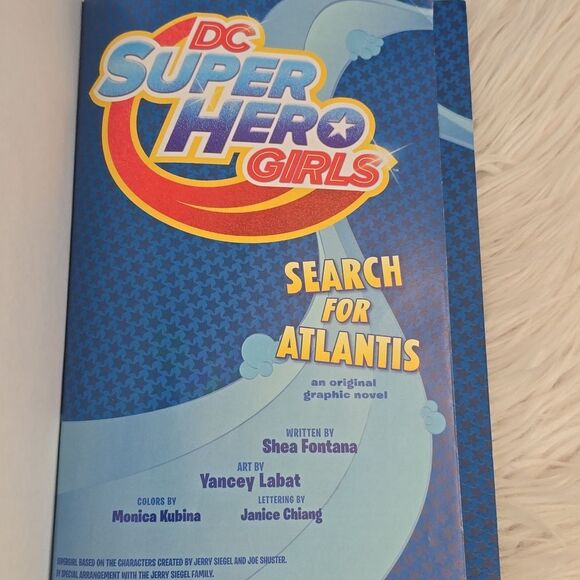 DC
SUPER
HERO
GIRLS
SEARCH
FOR
ATLANTIS
an original
graphic novel
WRITTEN BY
Shea Fontana
ART BY
Yancey Labat
COLORS BY
Monica Kubina
LETTERING BY
Janice Chiang
SUPERGIRL BASED ON THE CHARACTERS CREATED BY JERRY SIEGEL AND JOE SHUSTER.
BY SPECIAL ARRANGEMENT WITH THE JERRY SIEGEL FAMILY.